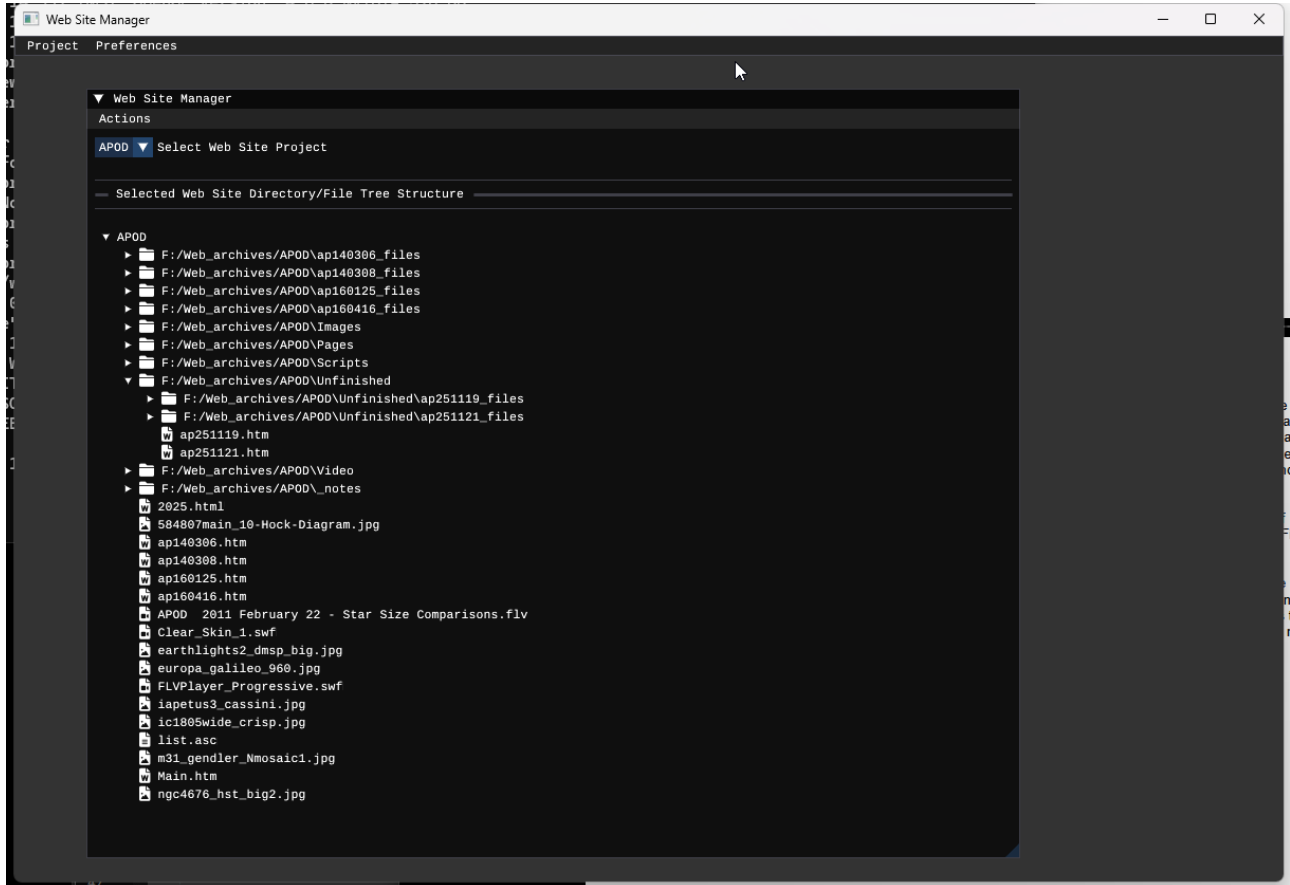 Web Site Manager
Project Preferences
Web Site Manager
Actions
APOD Select Web Site Project
Selected Web Site Directory/File Tree Structure
APOD
F:/Web_archives/APOD\ap140306_files
F:/Web_archives/APOD\ap140308_files
F:/Web_archives/APOD\ap160125_files
F:/Web_archives/APOD\ap160416_files
F:/Web_archives/APOD\Images
F:/Web_archives/APOD\Pages
F:/Web_archives/APOD\Scripts
F:/Web_archives/APOD\Unfinished
F:/Web_archives/APOD\Unfinished\ap251119_files
F:/Web_archives/APOD\Unfinished\ap251121_files
ap251119.htm
ap251121.htm
F:/Web_archives/APOD\Video
F:/Web_archives/APOD\_notes
2025.html
584807main_10-Hock-Diagram.jpg
ap140306.htm
ap140308.htm
ap160125.htm
ap160416.htm
APOD  2011 February 22 - Star Size Comparisons.flv
Clear_Skin_1.swf
earthlights2_dmsp_big.jpg
europa_galileo_960.jpg
FLVPlayer_Progressive.swf
iapetus3_cassini.jpg
ic1805wide_crisp.jpg
list.asc
m31_gendler_Nmosaic1.jpg
Main.htm
ngc4676_hst_big2.jpg